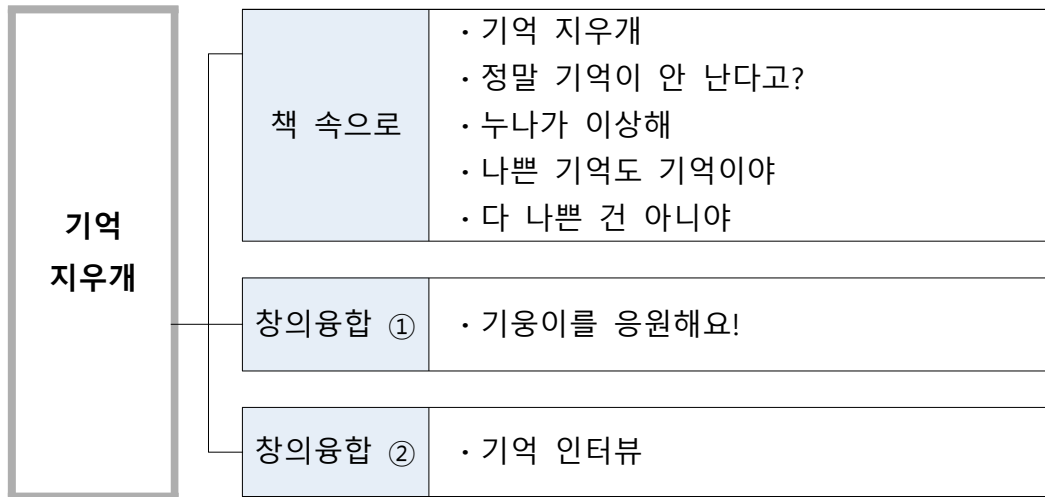 기억
지우개
책 속으로
· 기억 지우개
· 정말 기억이 안 난다고?
· 누나가 이상해
· 나쁜 기억도 기억이야
· 다 나쁜 건 아니야
창의융합 ①
· 기웅이를 응원해요!
창의융합 ②
· 기억 인터뷰